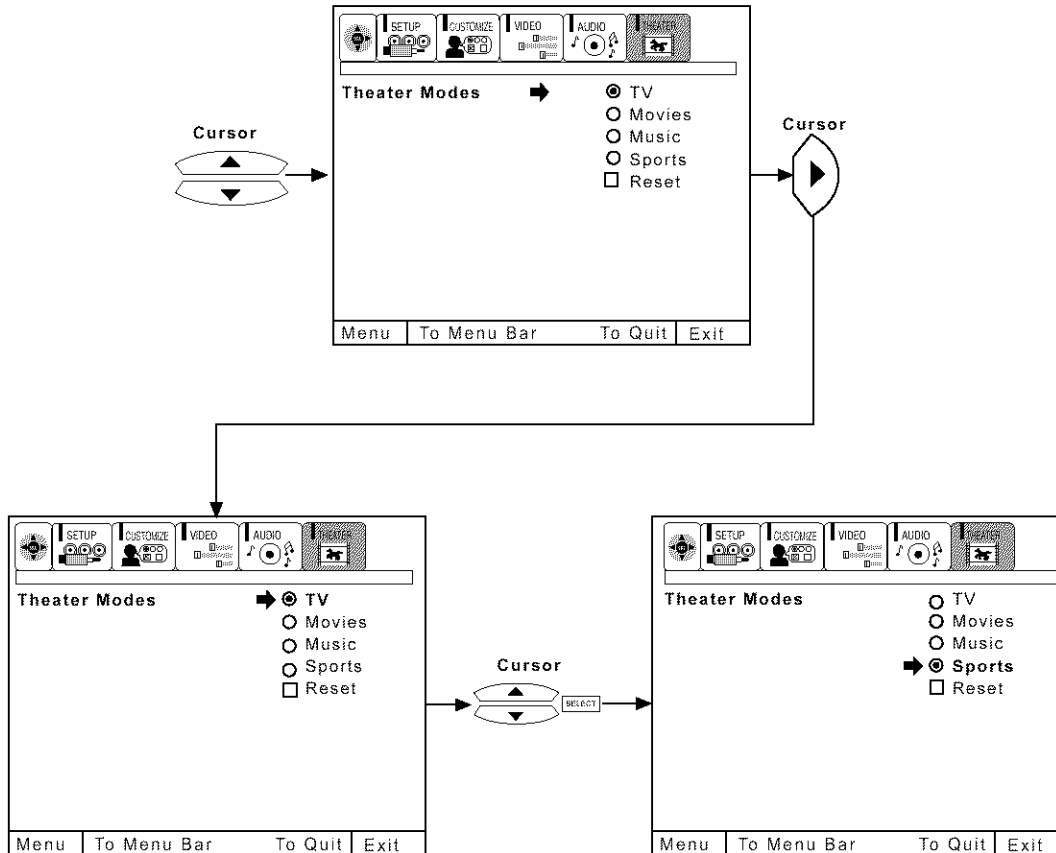 SETUP CUSTOMIZE VIDEO AUDIO THEATER
Theater Modes TV
Movies
Music
Sports
Reset
Menu To Menu Bar To Quit Exit
Cursor
Cursor
SETUP CUSTOMIZE VIDEO AUDIO THEATER
Theater Modes TV
Movies
Music
Sports
Reset
Menu To Menu Bar To Quit Exit
Cursor
SELECT
SETUP CUSTOMIZE VIDEO AUDIO THEATER
Theater Modes TV
Movies
Music
Sports
Reset
Menu To Menu Bar To Quit Exit